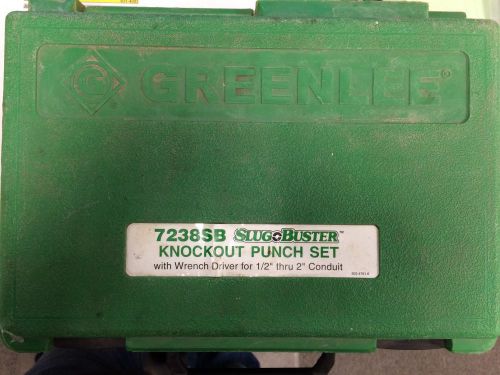 GREENLEE®
7238SB SLUG BUSTER™
KNOCKOUT PUNCH SET
with Wrench Driver for 1/2" thru 2" Conduit